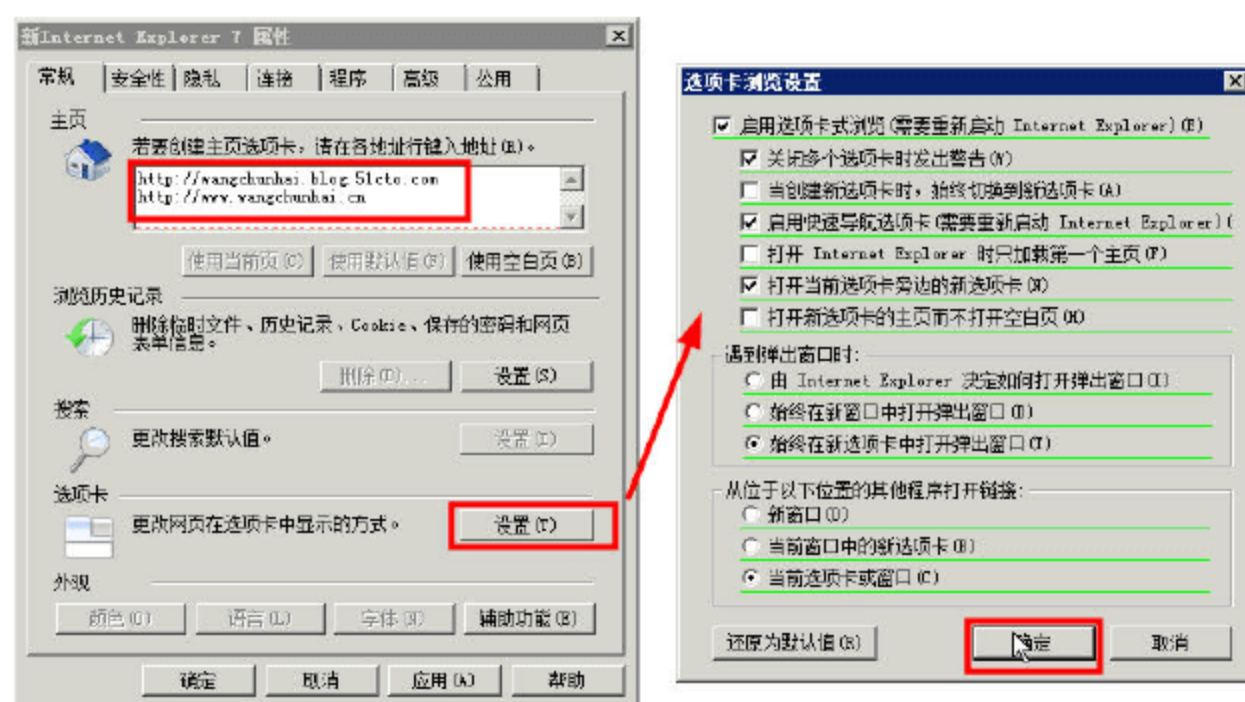 新Internet Explorer 7 属性
常规 安全性 隐私 连接 程序 高级 公用
主页
若要创建主页选项卡，请在各地址行键入地址(R)。
http://wangchunhai.blog.51cto.com
http://www.wangchunhai.cn
使用当前页(C) 使用默认值(F) 使用空白页(B)
浏览历史记录
删除临时文件、历史记录、Cookie、保存的密码和网页
表单信息。
删除(D)... 设置(S)
搜索
更改搜索默认值。 设置(I)
选项卡
更改网页在选项卡中显示的方式。 设置(T)
外观
颜色(O) 语言(L) 字体(N) 辅助功能(E)
确定 取消 应用(A) 帮助
选项卡浏览设置
启用选项卡式浏览(需要重新启动 Internet Explorer)(E)
关闭多个选项卡时发出警告(W)
当创建新选项卡时，始终切换到新选项卡(A)
启用快速导航选项卡(需要重新启动 Internet Explorer)(
打开 Internet Explorer 时只加载第一个主页(F)
打开当前选项卡旁边的新选项卡(N)
打开新选项卡的主页而不打开空白页
遇到弹出窗口时:
由 Internet Explorer 决定如何打开弹出窗口(I)
始终在新窗口中打开弹出窗口
始终在新选项卡中打开弹出窗口(T)
从位于以下位置的其他程序打开链接:
新窗口(O)
当前窗口中的新选项卡(B)
当前选项卡或窗口(C)
还原为默认值(R) 确定 取消